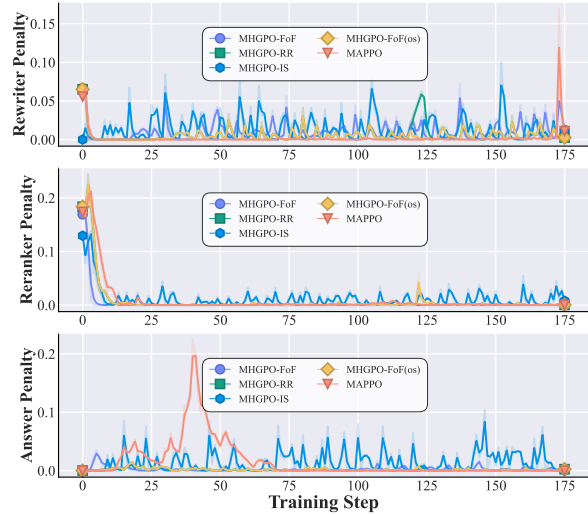 Rewriter Penalty
0.15
0.10
0.05
0.00
MHGPO-FoF
MHGPO-RR
MHGPO-IS
MHGPO-FoF(os)
MAPPO
0 25 50 75 100 125 150 175
Reranker Penalty
0.2
0.1
0.0
MHGPO-FoF
MHGPO-RR
MHGPO-IS
MHGPO-FoF(os)
MAPPO
0 25 50 75 100 125 150 175
Answer Penalty
0.2
0.1
0.0
MHGPO-FoF
MHGPO-RR
MHGPO-IS
MHGPO-FoF(os)
MAPPO
0 25 50 75 100 125 150 175
Training Step